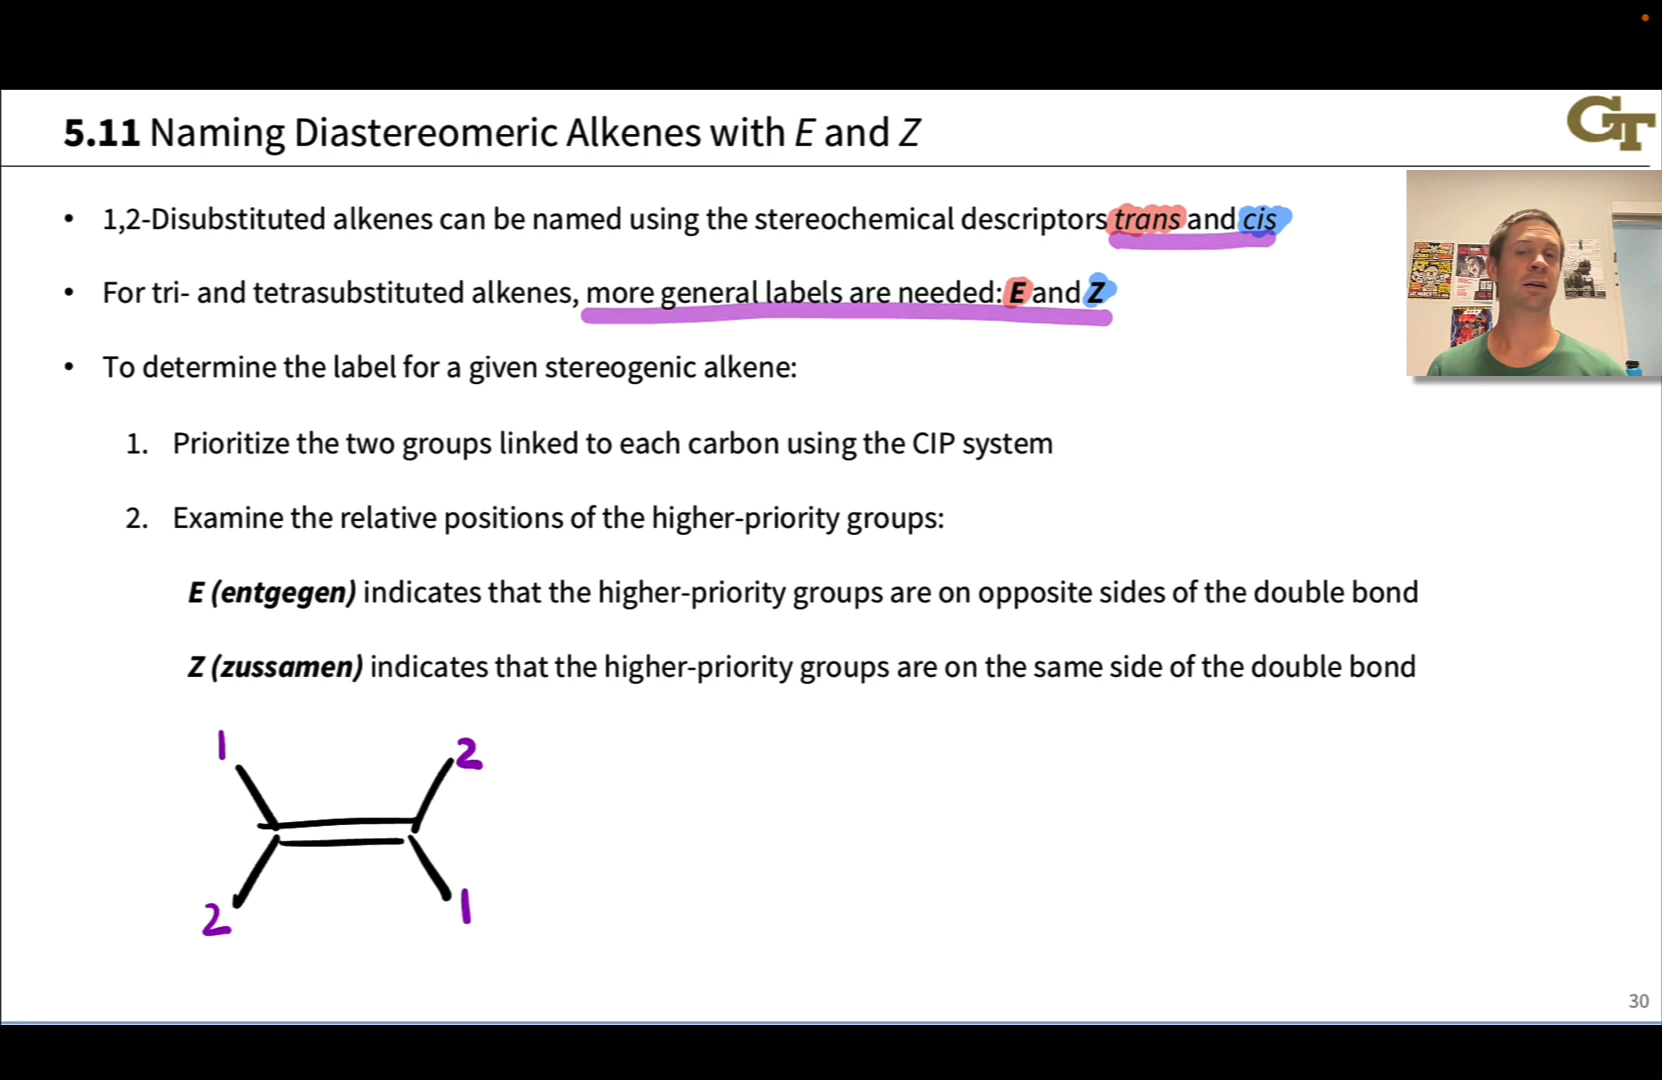 5.11 Naming Diastereomeric Alkenes with E and Z
GT
• 1,2-Disubstituted alkenes can be named using the stereochemical descriptors trans and cis
• For tri- and tetrasubstituted alkenes, more general labels are needed: E and Z
• To determine the label for a given stereogenic alkene:
1. Prioritize the two groups linked to each carbon using the CIP system
2. Examine the relative positions of the higher-priority groups:
E (entgegen) indicates that the higher-priority groups are on opposite sides of the double bond
Z (zussamen) indicates that the higher-priority groups are on the same side of the double bond
1 2
2 1
30